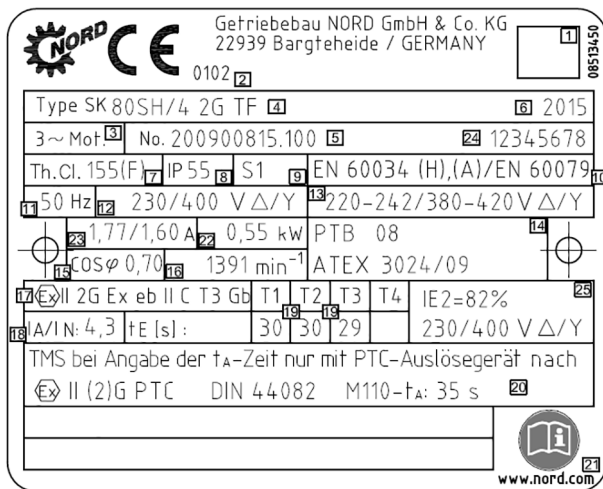 NORD CE
Getriebebau NORD GmbH & Co. KG 1
22939 Bargteheide / GERMANY
08513450
0102 2
Type SK 80SH/4 2G TF 4 6 2015
3~ Mot. 3 No. 200900815.100 5 24 12345678
Th.Cl. 155(F) 7 IP 55 8 S1 9 EN 60034 (H),(A)/EN 60079 10
11 50 Hz 12 230/400 V Δ/Y 13 220-242/380-420V Δ/Y
23 1,77/1,60 A 22 0,55 kW PTB 08 14
15 COSφ 0,70 16 1391 min⁻¹ ATEX 3024/09
17 Ex II 2G Ex eb II C T3 Gb T1 T2 T3 T4 IE2=82% 25
19 19
18 IA/I N: 4,3 tE [s] : 30 30 29 230/400 V Δ/Y
TMS bei Angabe der tA-Zeit nur mit PTC-Auslösegerät nach
Ex II (2)G PTC DIN 44082 M110-tA: 35 s 20
i
21
www.nord.com